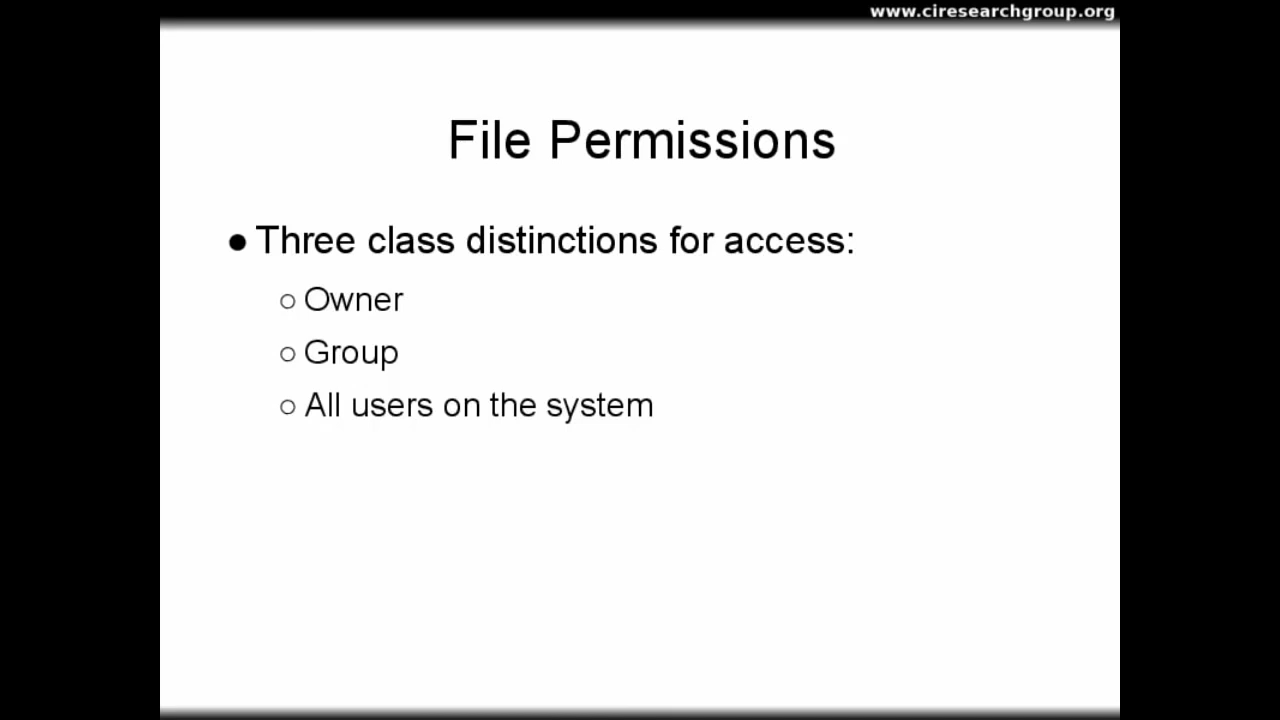 www.ciresearchgroup.org
File Permissions
● Three class distinctions for access:
○ Owner
○ Group
○ All users on the system